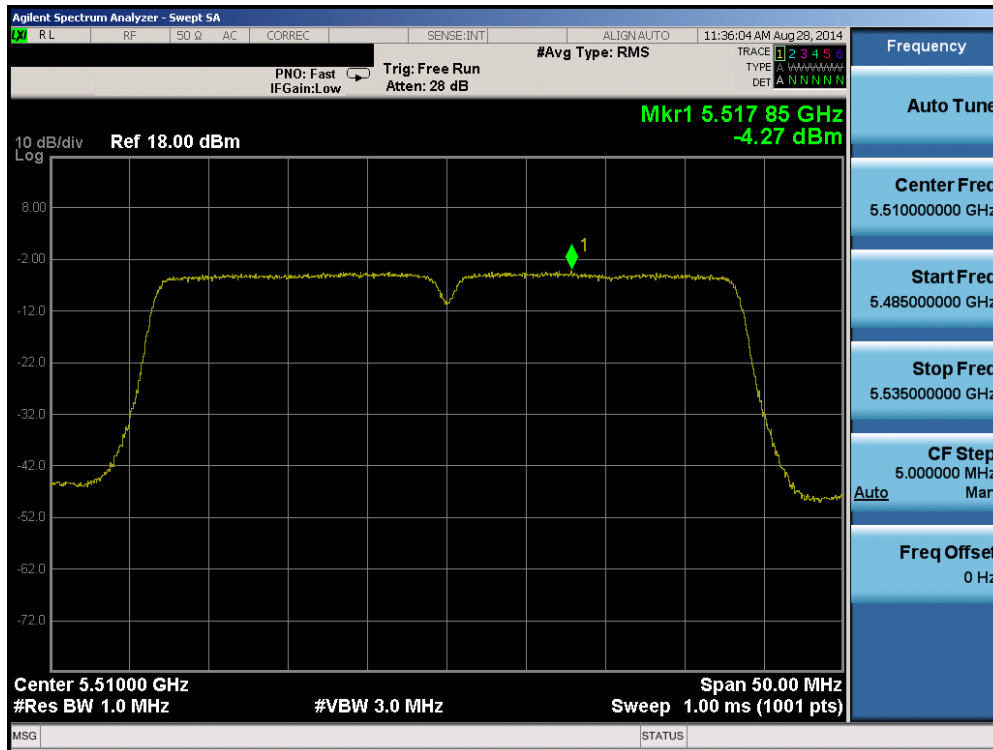 Agilent Spectrum Analyzer - Swept SA
LXI RL RF 50 Ω AC CORREC SENSE:INT ALIGN AUTO 11:36:04 AM Aug 28, 2014
#Avg Type: RMS
TRACE 1 2 3 4 5 6
PNO: Fast Trig: Free Run
TYPE A WWWWW
IFGain:Low Atten: 28 dB
DET A N N N N N
Mkr1 5.517 85 GHz
-4.27 dBm
10 dB/div Ref 18.00 dBm
Log
8.00
1
-2.00
-12.0
-22.0
-32.0
-42.0
-52.0
-62.0
-72.0
Center 5.51000 GHz Span 50.00 MHz
#Res BW 1.0 MHz #VBW 3.0 MHz Sweep 1.00 ms (1001 pts)
MSG STATUS
Frequency
Auto Tune
Center Freq
5.510000000 GHz
Start Freq
5.485000000 GHz
Stop Freq
5.535000000 GHz
CF Step
5.000000 MHz
Auto Man
Freq Offset
0 Hz